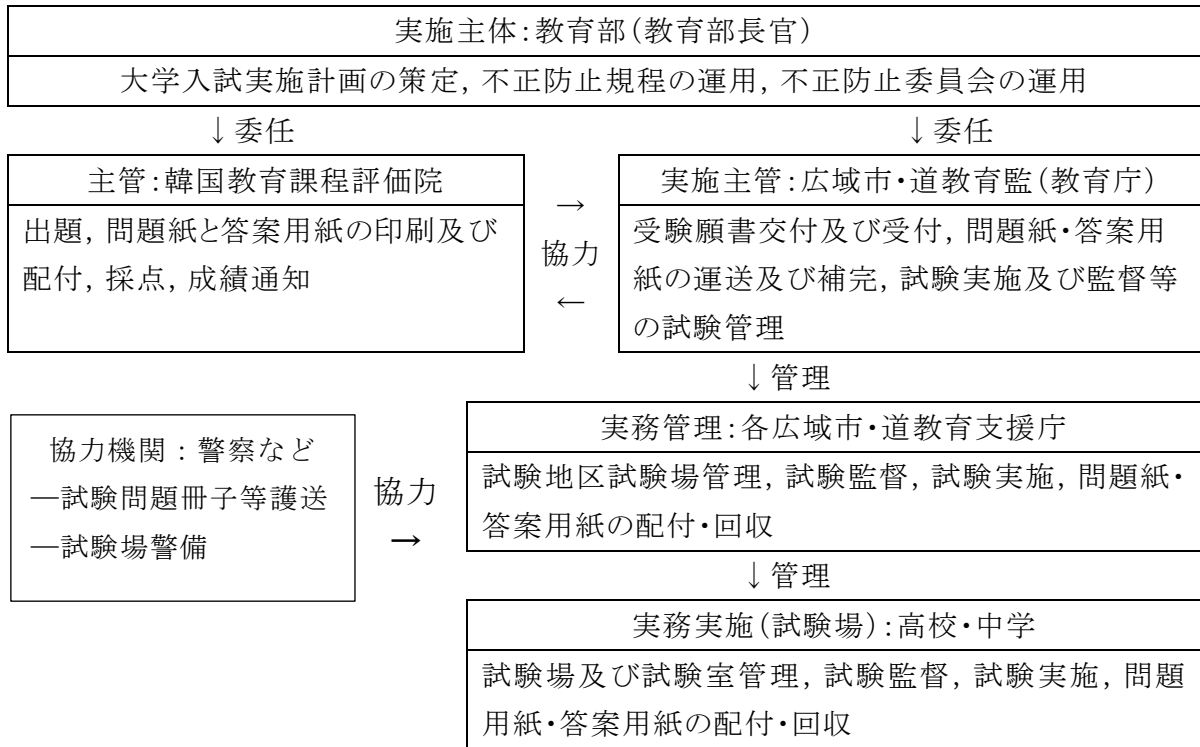 実施主体:教育部(教育部長官)
大学入試実施計画の策定, 不正防止規程の運用, 不正防止委員会の運用
↓委任
↓委任
主管:韓国教育課程評価院
出題, 問題紙と答案用紙の印刷及び
配付, 採点, 成績通知
→
協力
←
実施主管:広域市・道教育監(教育庁)
受験願書交付及び受付, 問題紙・答案用
紙の運送及び補完, 試験実施及び監督等
の試験管理
↓管理
協力機関:警察など
―試験問題冊子等護送
―試験場警備
協力
→
実務管理:各広域市・道教育支援庁
試験地区試験場管理, 試験監督, 試験実施, 問題紙・
答案用紙の配付・回収
↓管理
実務実施(試験場):高校・中学
試験場及び試験室管理, 試験監督, 試験実施, 問題
用紙・答案用紙の配付・回収